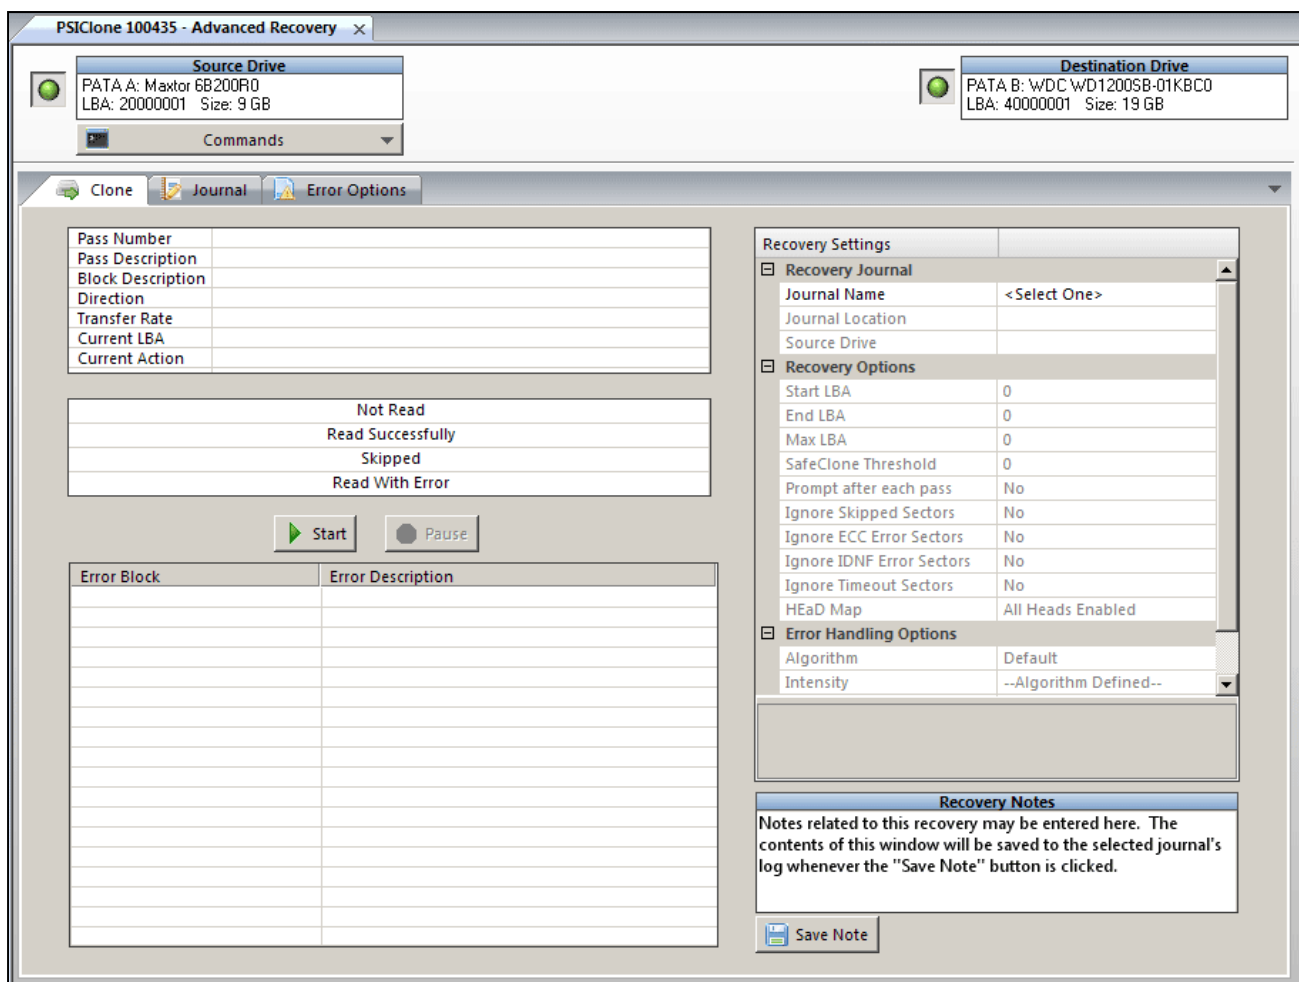 PSIClone 100435 - Advanced Recovery
Source Drive
PATA A: Maxtor 6B200R0
LBA: 20000001 Size: 9 GB
Commands
Destination Drive
PATA B: WDC WD1200SB-01KBC0
LBA: 40000001 Size: 19 GB
Clone
Journal
Error Options
Pass Number
Pass Description
Block Description
Direction
Transfer Rate
Current LBA
Current Action
Not Read
Read Successfully
Skipped
Read With Error
Start
Pause
Error Block Error Description
Recovery Settings
Recovery Journal
Journal Name <Select One>
Journal Location
Source Drive
Recovery Options
Start LBA 0
End LBA 0
Max LBA 0
SafeClone Threshold 0
Prompt after each pass No
Ignore Skipped Sectors No
Ignore ECC Error Sectors No
Ignore IDNF Error Sectors No
Ignore Timeout Sectors No
HEaD Map All Heads Enabled
Error Handling Options
Algorithm Default
Intensity --Algorithm Defined--
Recovery Notes
Notes related to this recovery may be entered here. The
contents of this window will be saved to the selected journal's
log whenever the "Save Note" button is clicked.
Save Note